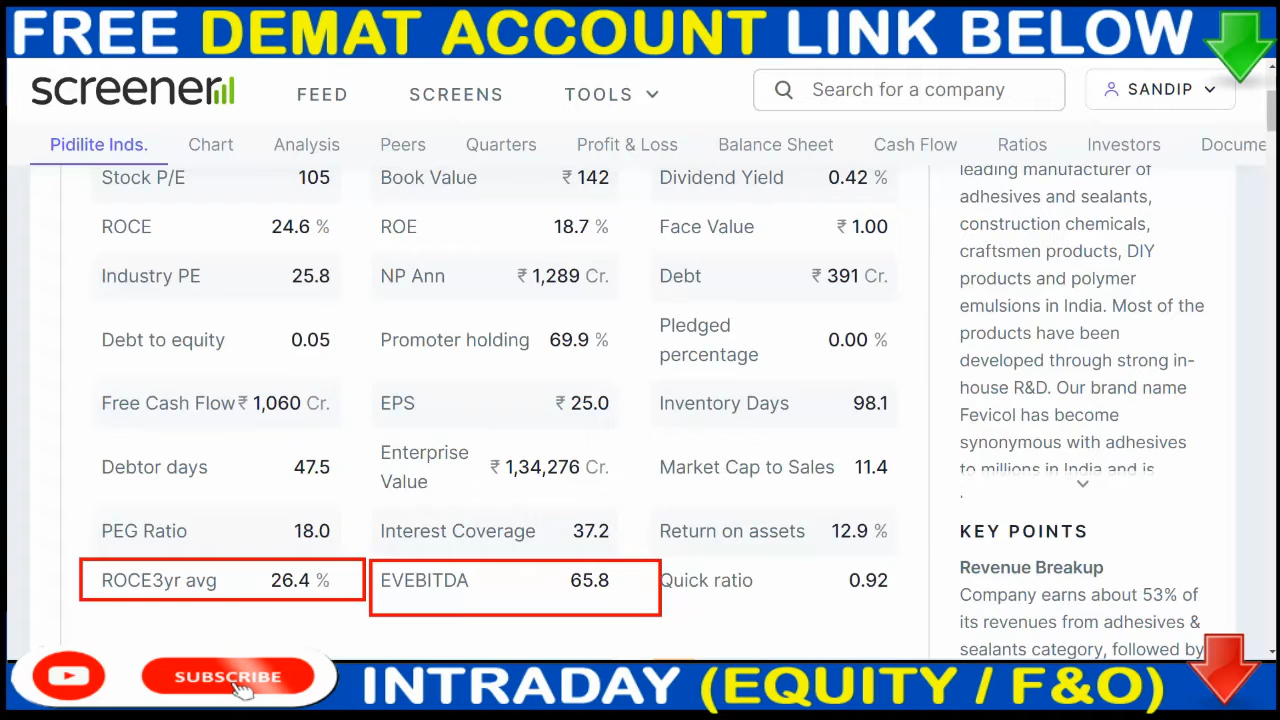 FREE DEMAT ACCOUNT LINK BELOW
screener
FEED
SCREENS
TOOLS
Search for a company
SANDIP
Pidilite Inds.
Chart
Analysis
Peers
Quarters
Profit & Loss
Balance Sheet
Cash Flow
Ratios
Investors
Docume
Stock P/E 105
Book Value ₹ 142
Dividend Yield 0.42 %
ROCE 24.6 %
ROE 18.7 %
Face Value ₹ 1.00
Industry PE 25.8
NP Ann ₹ 1,289 Cr.
Debt ₹ 391 Cr.
Debt to equity 0.05
Promoter holding 69.9 %
Pledged
percentage 0.00 %
Free Cash Flow ₹ 1,060 Cr.
EPS ₹ 25.0
Inventory Days 98.1
Debtor days 47.5
Enterprise
Value ₹ 1,34,276 Cr.
Market Cap to Sales 11.4
PEG Ratio 18.0
Interest Coverage 37.2
Return on assets 12.9 %
ROCE3yr avg 26.4 %
EVEBITDA 65.8
Quick ratio 0.92
leading manufacturer of
adhesives and sealants,
construction chemicals,
craftsmen products, DIY
products and polymer
emulsions in India. Most of the
products have been
developed through strong in-
house R&D. Our brand name
Fevicol has become
synonymous with adhesives
to millions in India and is
.
KEY POINTS
Revenue Breakup
Company earns about 53% of
its revenues from adhesives &
sealants category, followed by
SUBSCRIBE
INTRADAY (EQUITY / F&O)